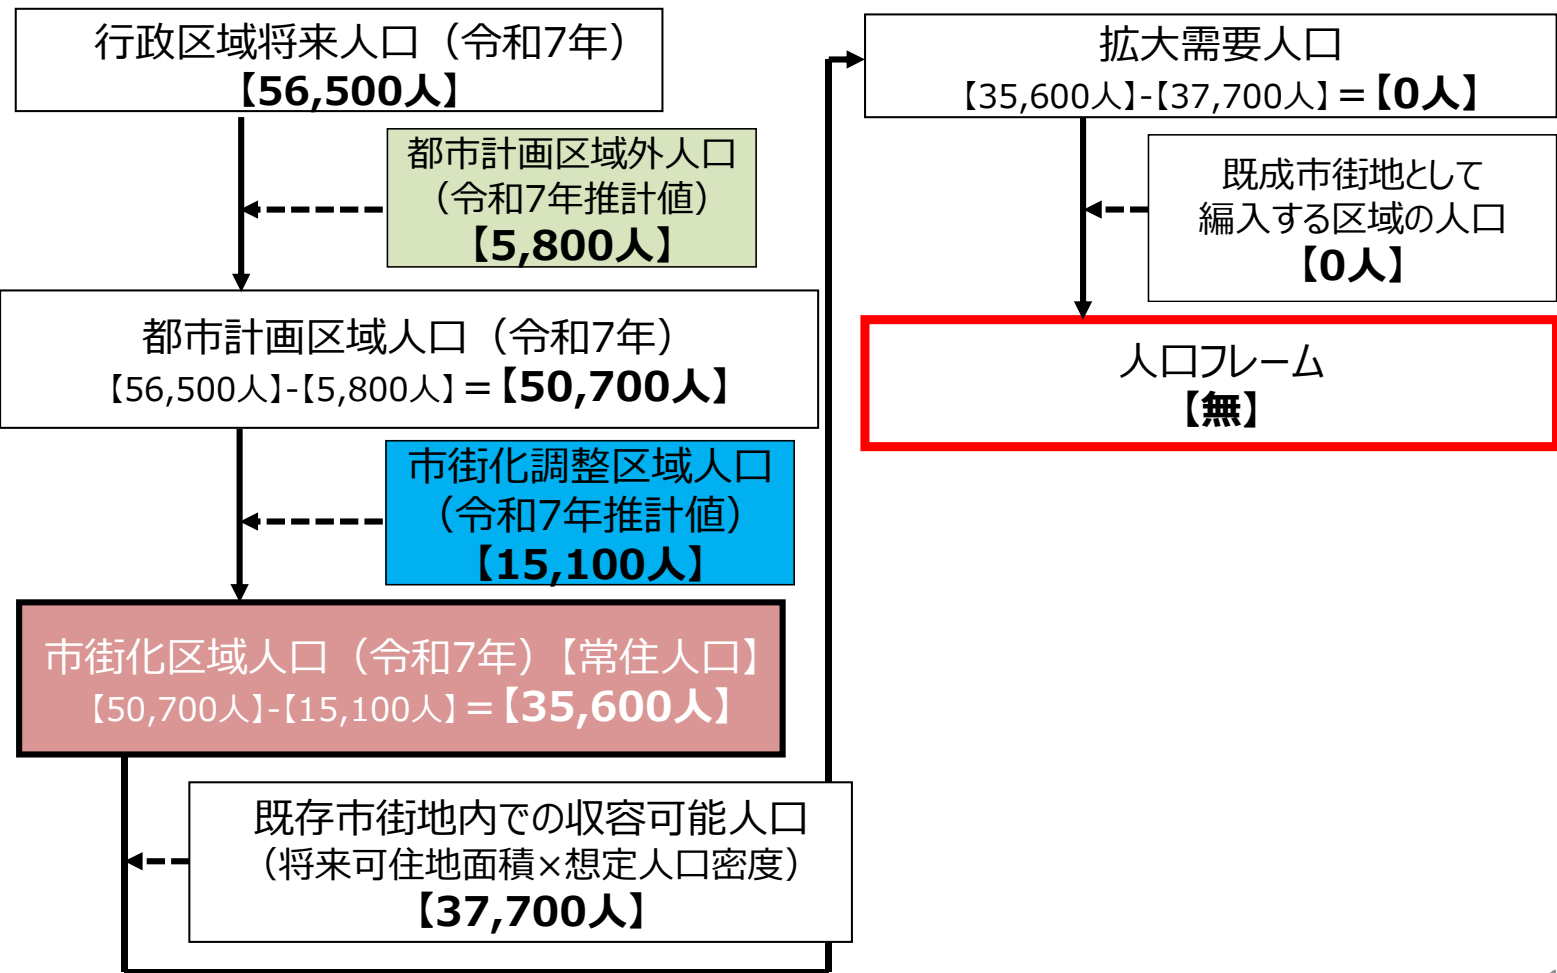 行政区域将来人口（令和7年）
【56,500人】
都市計画区域外人口
（令和7年推計値）
【5,800人】
都市計画区域人口（令和7年）
【56,500人】-【5,800人】＝【50,700人】
市街化調整区域人口
（令和7年推計値）
【15,100人】
市街化区域人口（令和7年）【常住人口】
【50,700人】-【15,100人】＝【35,600人】
既存市街地内での収容可能人口
（将来可住地面積×想定人口密度）
【37,700人】
拡大需要人口
【35,600人】-【37,700人】＝【0人】
既成市街地として
編入する区域の人口
【0人】
人口フレーム
【無】